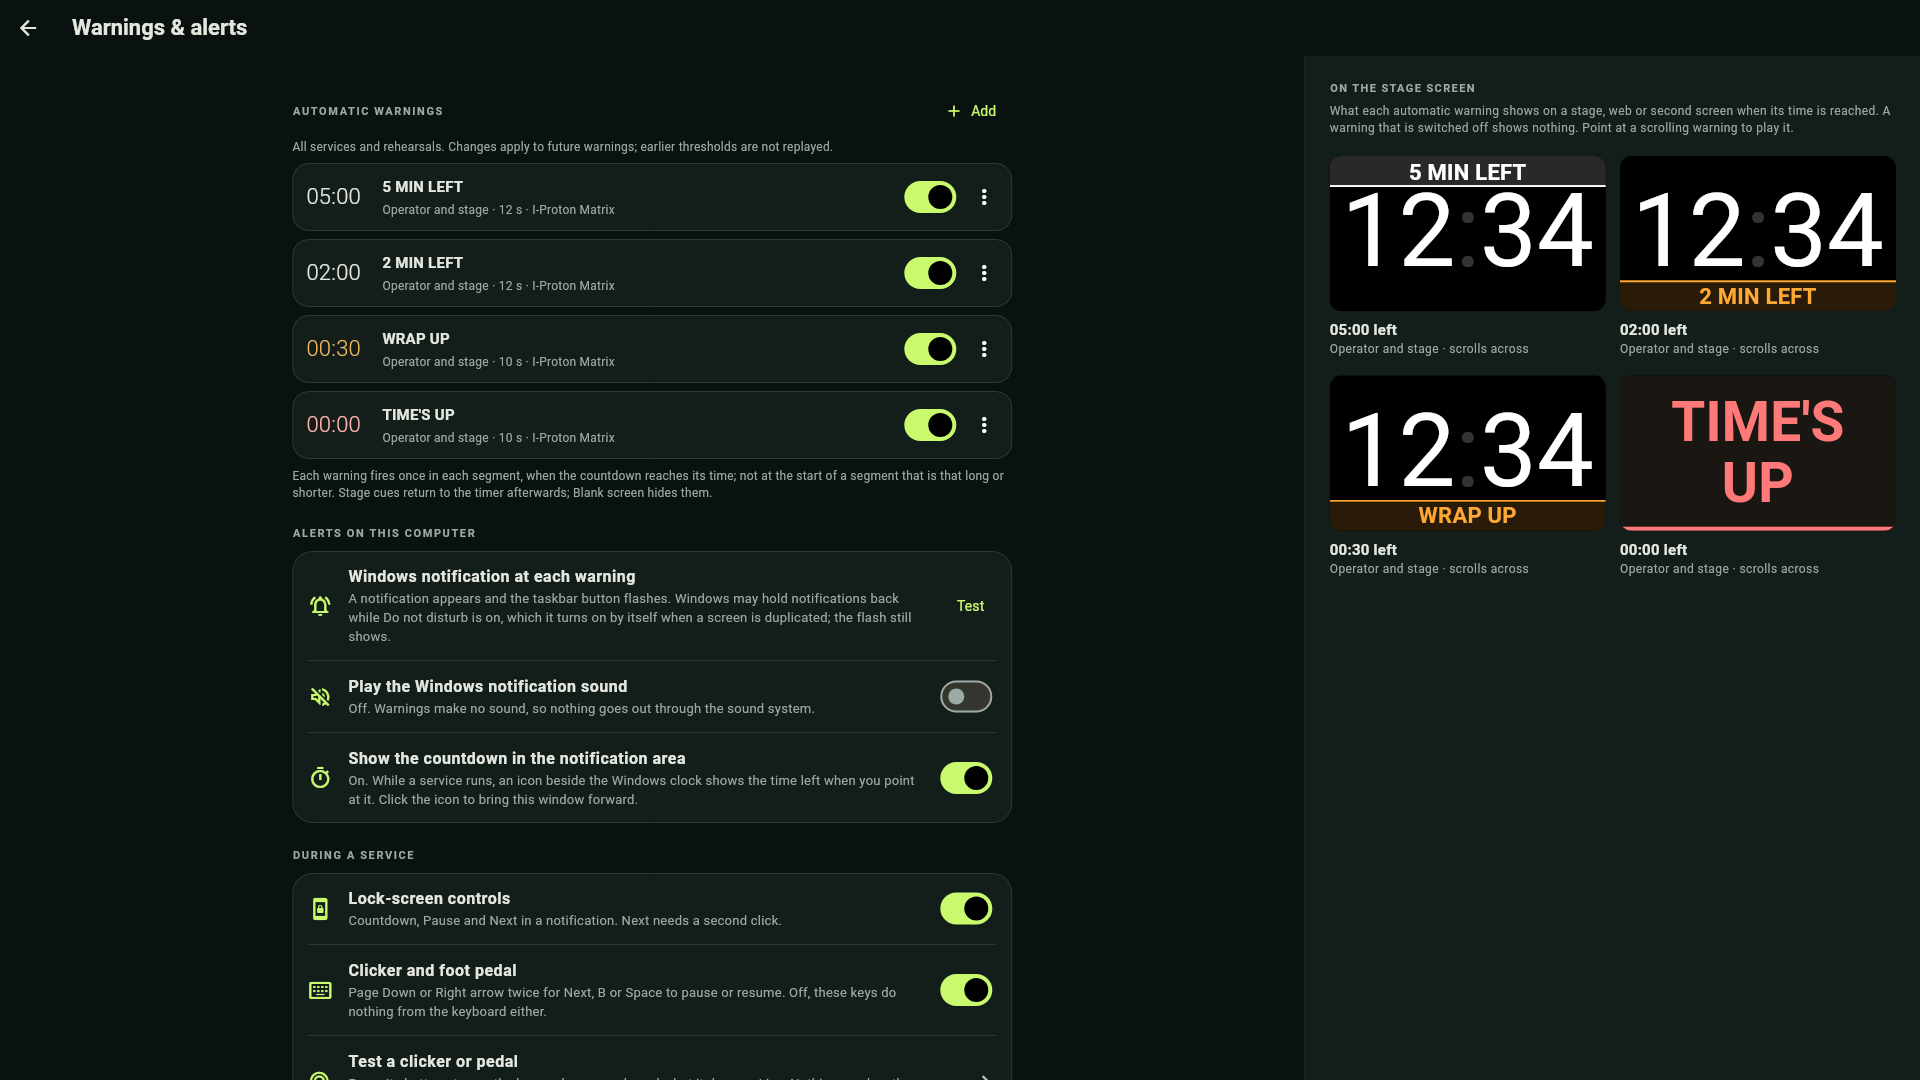 Warnings & alerts
AUTOMATIC WARNINGS
Add
All services and rehearsals. Changes apply to future warnings; earlier thresholds are not replayed.
05:00
5 MIN LEFT
Operator and stage · 12 s · I-Proton Matrix
02:00
2 MIN LEFT
Operator and stage · 12 s · I-Proton Matrix
00:30
WRAP UP
Operator and stage · 10 s · I-Proton Matrix
00:00
TIME'S UP
Operator and stage · 10 s · I-Proton Matrix
Each warning fires once in each segment, when the countdown reaches its time; not at the start of a segment that is that long or
shorter. Stage cues return to the timer afterwards; Blank screen hides them.
ALERTS ON THIS COMPUTER
Windows notification at each warning
A notification appears and the taskbar button flashes. Windows may hold notifications back
while Do not disturb is on, which it turns on by itself when a screen is duplicated; the flash still
shows.
Test
Play the Windows notification sound
Off. Warnings make no sound, so nothing goes out through the sound system.
Show the countdown in the notification area
On. While a service runs, an icon beside the Windows clock shows the time left when you point
at it. Click the icon to bring this window forward.
DURING A SERVICE
Lock-screen controls
Countdown, Pause and Next in a notification. Next needs a second click.
Clicker and foot pedal
Page Down or Right arrow twice for Next, B or Space to pause or resume. Off, these keys do
nothing from the keyboard either.
Test a clicker or pedal
ON THE STAGE SCREEN
What each automatic warning shows on a stage, web or second screen when its time is reached. A
warning that is switched off shows nothing. Point at a scrolling warning to play it.
5 MIN LEFT
12:34
05:00 left
Operator and stage · scrolls across
12:34
2 MIN LEFT
02:00 left
Operator and stage · scrolls across
12:34
WRAP UP
00:30 left
Operator and stage · scrolls across
TIME'S
UP
00:00 left
Operator and stage · scrolls across